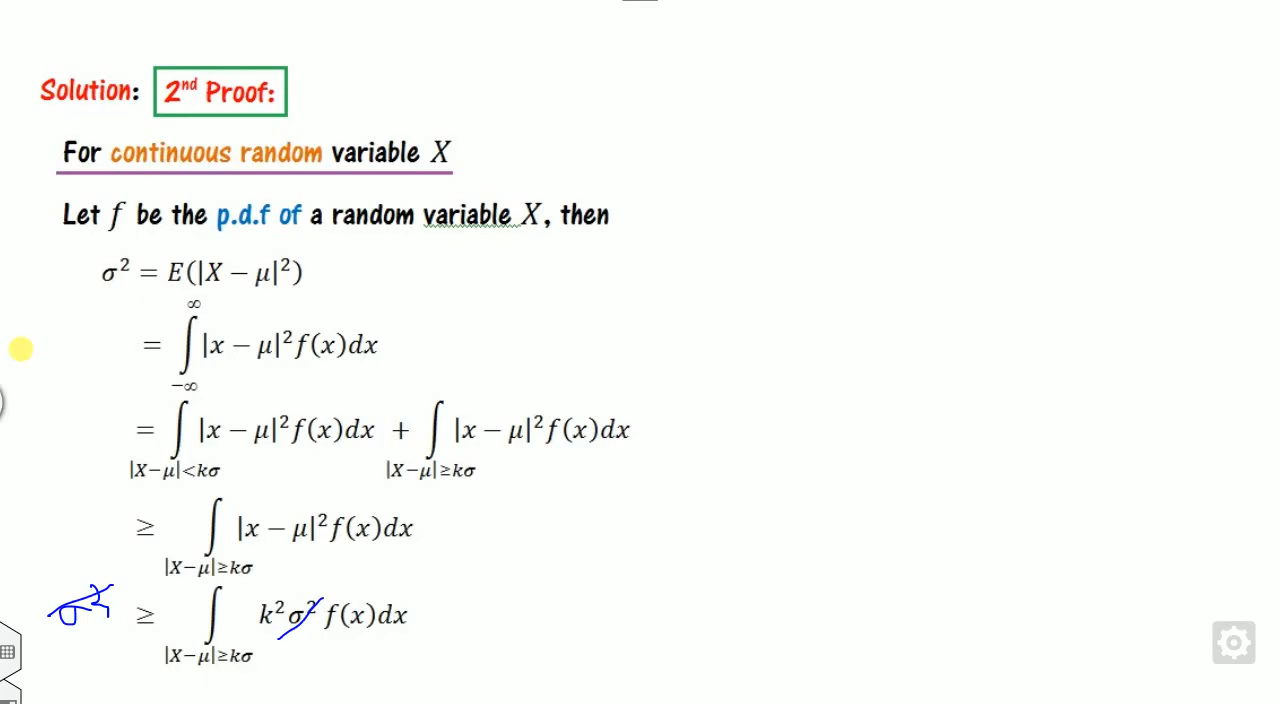 Solution: 2ⁿᵈ Proof:
For continuous random variable X
Let f be the p.d.f of a random variable X, then
σ² = E(|X − μ|²)
= ∫_{−∞}^{∞} |x − μ|² f(x)dx
= ∫_{|X−μ|<kσ} |x − μ|² f(x)dx + ∫_{|X−μ|≥kσ} |x − μ|² f(x)dx
≥ ∫_{|X−μ|≥kσ} |x − μ|² f(x)dx
σ² ≥ ∫_{|X−μ|≥kσ} k²σ² f(x)dx